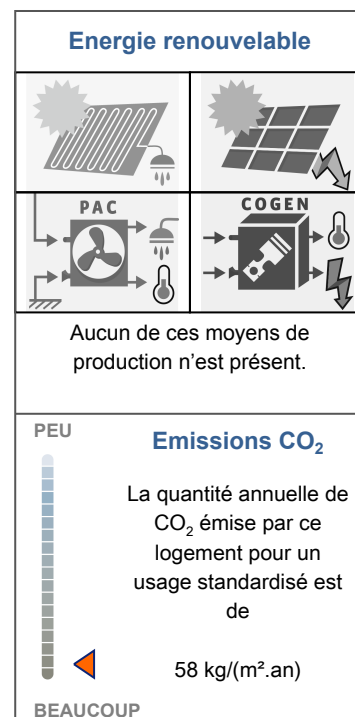 Energie renouvelable
PAC
COGEN
Aucun de ces moyens de
production n'est présent.
PEU
Emissions CO₂
La quantité annuelle de
CO₂ émise par ce
logement pour un
usage standardisé est
de
58 kg/(m².an)
BEAUCOUP